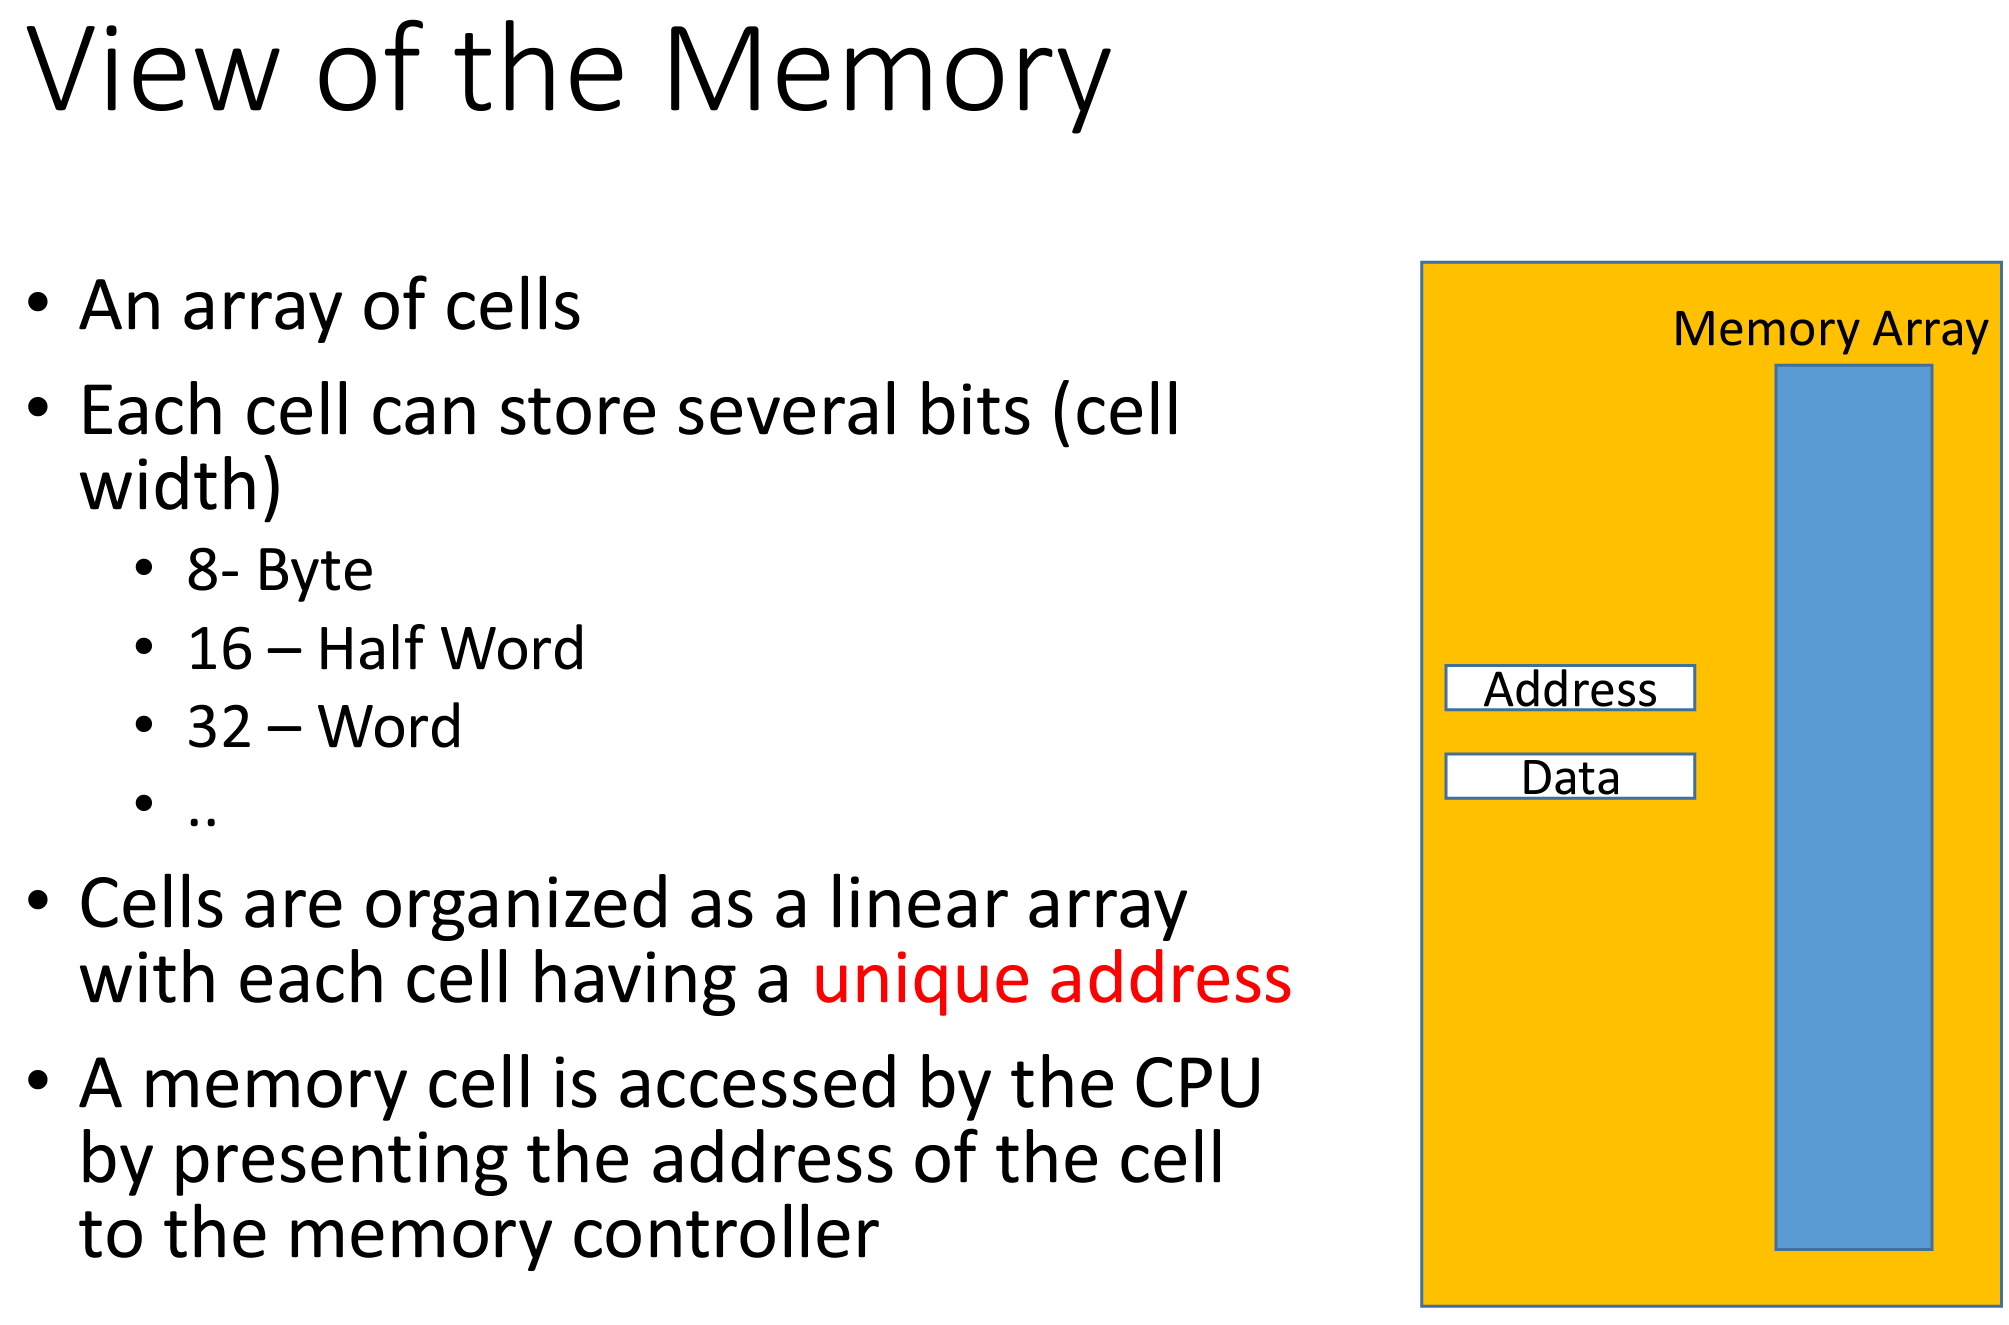 View of the Memory
• An array of cells
• Each cell can store several bits (cell
width)
• 8- Byte
• 16 – Half Word
• 32 – Word
• ..
• Cells are organized as a linear array
with each cell having a unique address
• A memory cell is accessed by the CPU
by presenting the address of the cell
to the memory controller
Memory Array
Address
Data